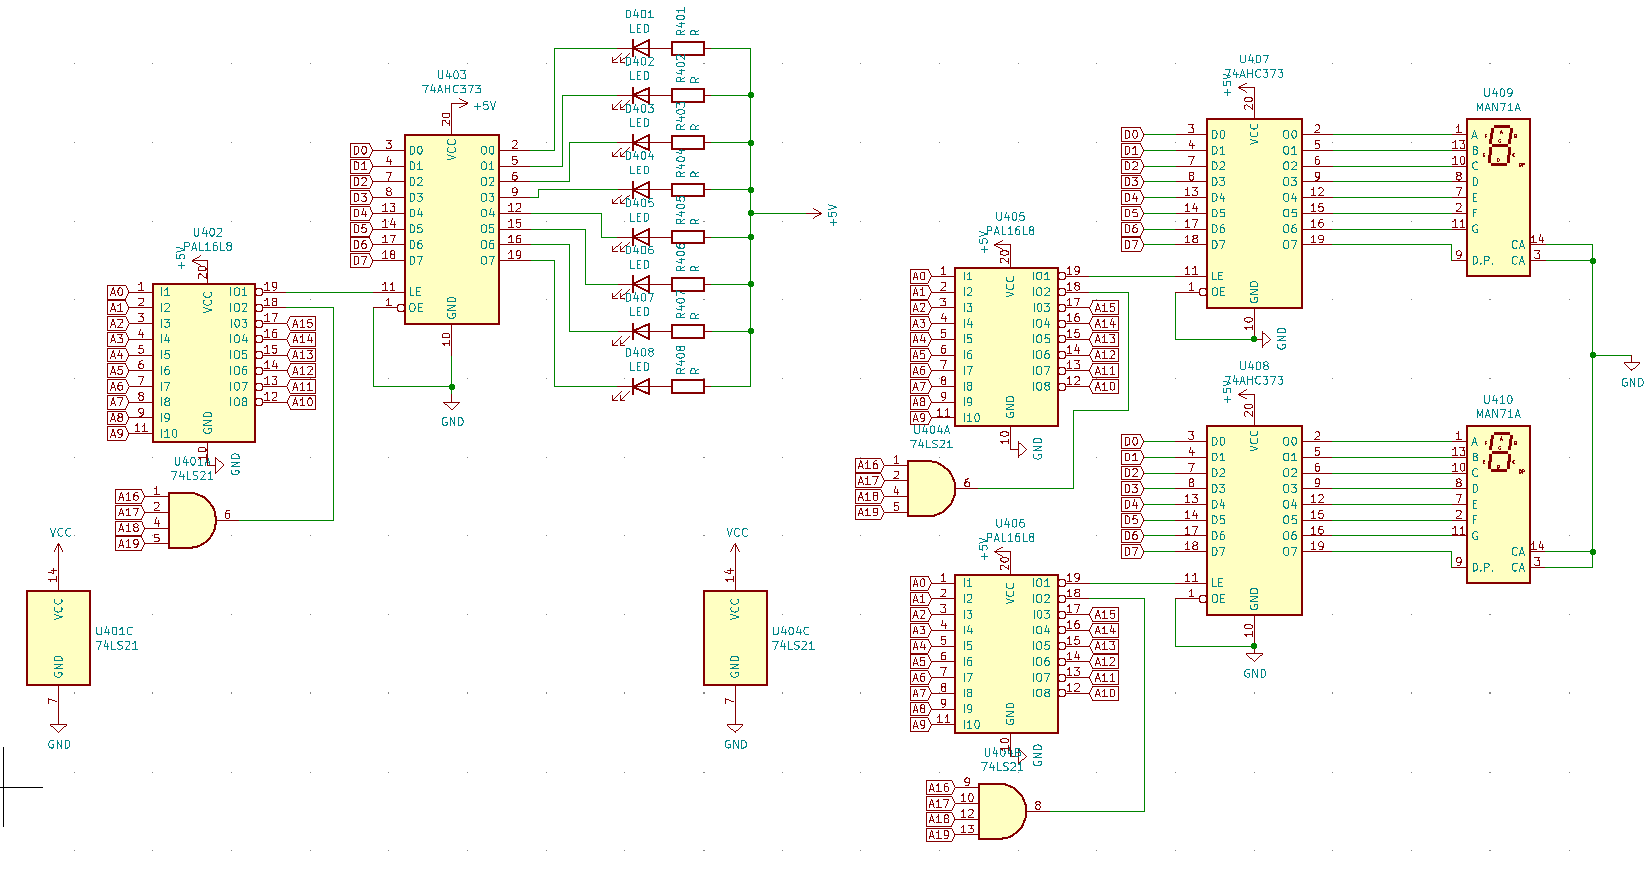 D401
LED
R401
R
D402
LED
R402
R
D403
LED
R403
R
D404
LED
R404
R
D405
LED
R405
R
D406
LED
R406
R
D407
LED
R407
R
D408
LED
R408
R
+5V
U403
74AHC373
+5V
20
VCC
D0 3 D0 O0 2
D1 4 D1 O1 5
D2 7 D2 O2 6
D3 8 D3 O3 9
D4 13 D4 O4 12
D5 14 D5 O5 15
D6 17 D6 O6 16
D7 18 D7 O7 19
11 LE
1 OE
GND
10
GND
U402
PAL16L8
+5V
20
VCC
A0 1 I1 IO1 19
A1 2 I2 IO2 18
A2 3 I3 IO3 17 A15
A3 4 I4 IO4 16 A14
A4 5 I5 IO5 15 A13
A5 6 I6 IO6 14 A12
A6 7 I7 IO7 13 A11
A7 8 I8 IO8 12 A10
A8 9 I9
A9 11 I10
GND
10
GND
U401A
74LS21
A16 1
A17 2
A18 4
A19 5
6
VCC
14
VCC
U401C
74LS21
GND
7
GND
VCC
14
VCC
U404C
74LS21
GND
7
GND
U405
PAL16L8
+5V
20
VCC
A0 1 I1 IO1 19
A1 2 I2 IO2 18
A2 3 I3 IO3 17 A15
A3 4 I4 IO4 16 A14
A4 5 I5 IO5 15 A13
A5 6 I6 IO6 14 A12
A6 7 I7 IO7 13 A11
A7 8 I8 IO8 12 A10
A8 9 I9
A9 11 I10
GND
10
GND
U404A
74LS21
A16 1
A17 2
A18 4
A19 5
6
U406
PAL16L8
+5V
20
VCC
A0 1 I1 IO1 19
A1 2 I2 IO2 18
A2 3 I3 IO3 17 A15
A3 4 I4 IO4 16 A14
A4 5 I5 IO5 15 A13
A5 6 I6 IO6 14 A12
A6 7 I7 IO7 13 A11
A7 8 I8 IO8 12 A10
A8 9 I9
A9 11 I10
GND
10
GND
U404B
74LS21
A16 9
A17 10
A18 12
A19 13
8
U407
74AHC373
+5V
20
VCC
D0 3 D0 O0 2
D1 4 D1 O1 5
D2 7 D2 O2 6
D3 8 D3 O3 9
D4 13 D4 O4 12
D5 14 D5 O5 15
D6 17 D6 O6 16
D7 18 D7 O7 19
11 LE
1 OE
GND
10
GND
U409
MAN71A
1 A
13 B
10 C
8 D
7 E
2 F
11 G
CA 14
9 D.P. CA 3
GND
U408
74AHC373
+5V
20
VCC
D0 3 D0 O0 2
D1 4 D1 O1 5
D2 7 D2 O2 6
D3 8 D3 O3 9
D4 13 D4 O4 12
D5 14 D5 O5 15
D6 17 D6 O6 16
D7 18 D7 O7 19
11 LE
1 OE
GND
10
GND
U410
MAN71A
1 A
13 B
10 C
8 D
7 E
2 F
11 G
CA 14
9 D.P. CA 3